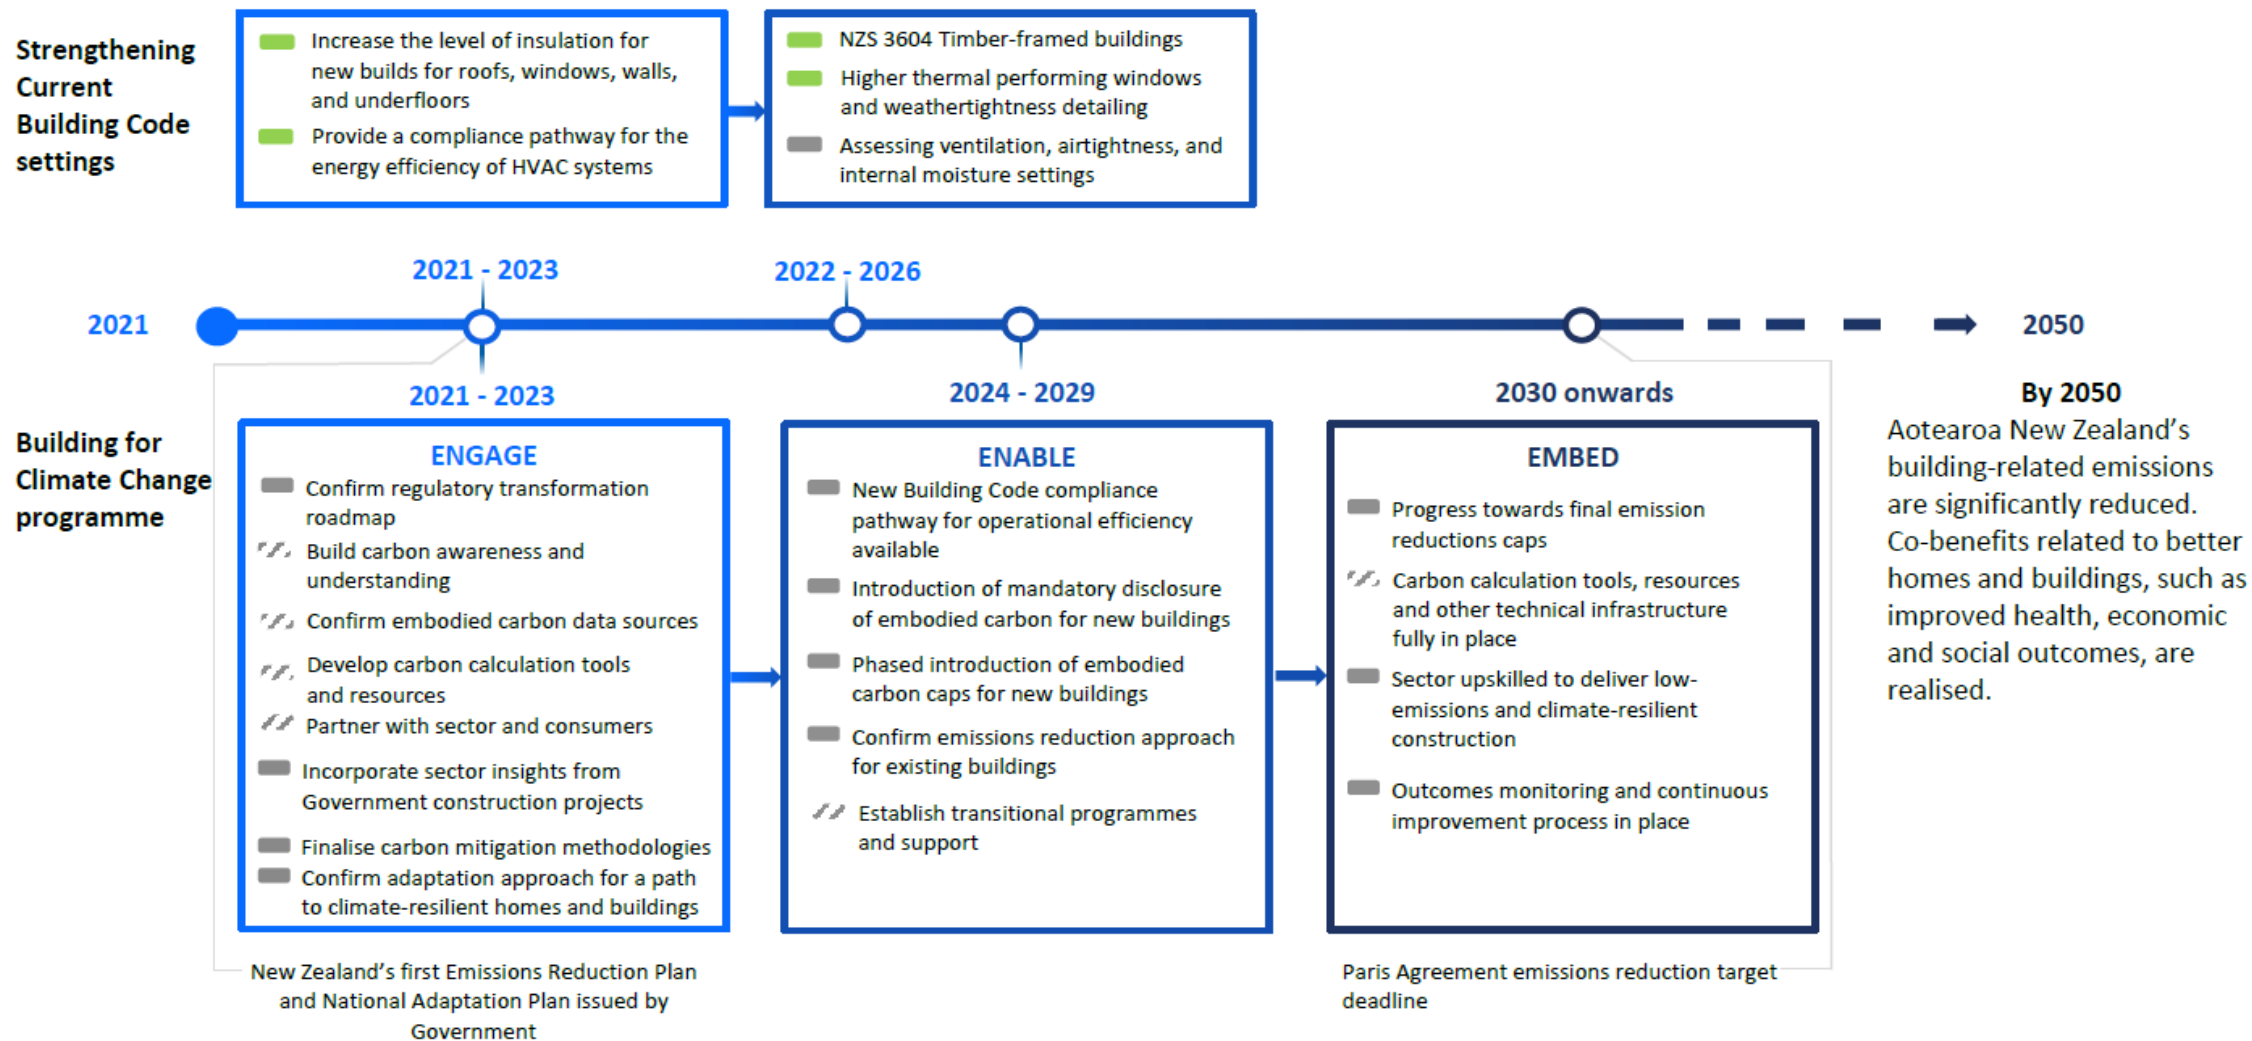 Strengthening
Current
Building Code
settings
Increase the level of insulation for
new builds for roofs, windows, walls,
and underfloors
Provide a compliance pathway for the
energy efficiency of HVAC systems
NZS 3604 Timber-framed buildings
Higher thermal performing windows
and weathertightness detailing
Assessing ventilation, airtightness, and
internal moisture settings
2021 - 2023
2022 - 2026
2021
2050
2021 - 2023
2024 - 2029
2030 onwards
Building for
Climate Change
programme
ENGAGE
Confirm regulatory transformation
roadmap
Build carbon awareness and
understanding
Confirm embodied carbon data sources
Develop carbon calculation tools
and resources
Partner with sector and consumers
Incorporate sector insights from
Government construction projects
Finalise carbon mitigation methodologies
Confirm adaptation approach for a path
to climate-resilient homes and buildings
ENABLE
New Building Code compliance
pathway for operational efficiency
available
Introduction of mandatory disclosure
of embodied carbon for new buildings
Phased introduction of embodied
carbon caps for new buildings
Confirm emissions reduction approach
for existing buildings
Establish transitional programmes
and support
EMBED
Progress towards final emission
reductions caps
Carbon calculation tools, resources
and other technical infrastructure
fully in place
Sector upskilled to deliver low-
emissions and climate-resilient
construction
Outcomes monitoring and continuous
improvement process in place
By 2050
Aotearoa New Zealand’s
building-related emissions
are significantly reduced.
Co-benefits related to better
homes and buildings, such as
improved health, economic
and social outcomes, are
realised.
New Zealand’s first Emissions Reduction Plan
and National Adaptation Plan issued by
Government
Paris Agreement emissions reduction target
deadline